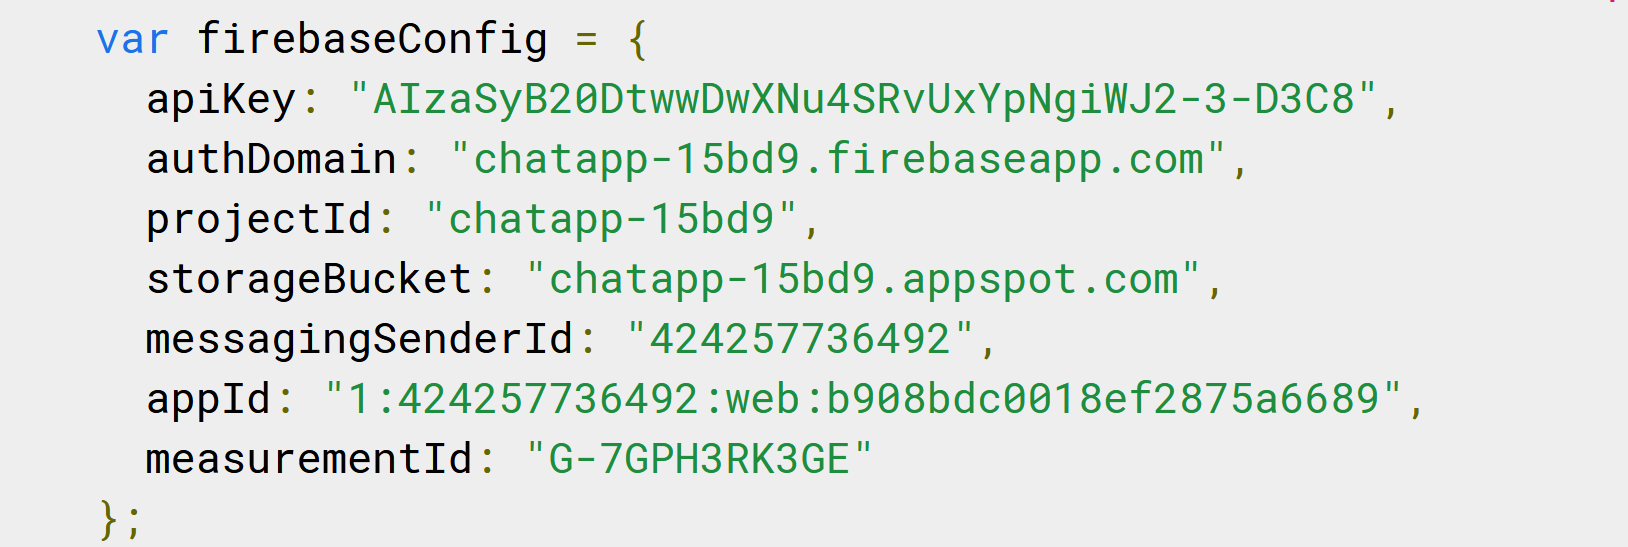 var firebaseConfig = {
apiKey: "AIzaSyB20DtwwDwXNu4SRvUxYpNgiWJ2-3-D3C8",
authDomain: "chatapp-15bd9.firebaseapp.com",
projectId: "chatapp-15bd9",
storageBucket: "chatapp-15bd9.appspot.com",
messagingSenderId: "424257736492",
appId: "1:424257736492:web:b908bdc0018ef2875a6689",
measurementId: "G-7GPH3RK3GE"
};